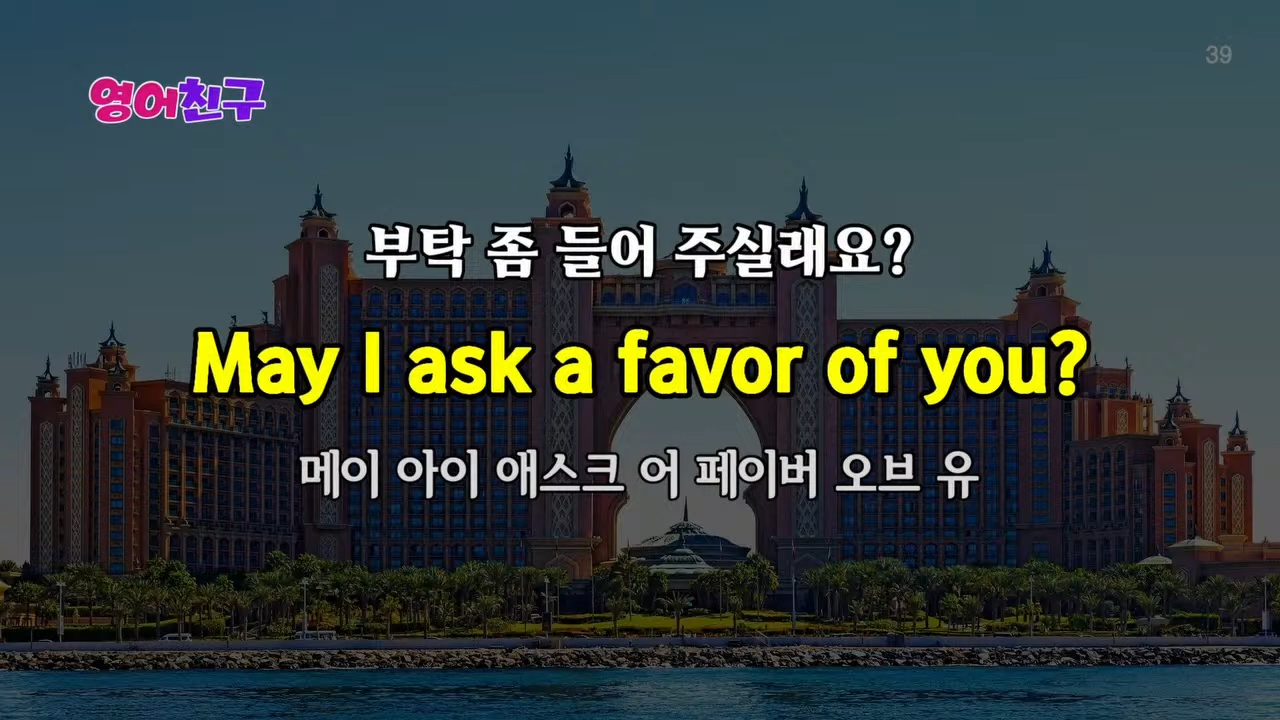 39
영어친구
부탁 좀 들어 주실래요?
May I ask a favor of you?
메이 아이 애스크 어 페이버 오브 유